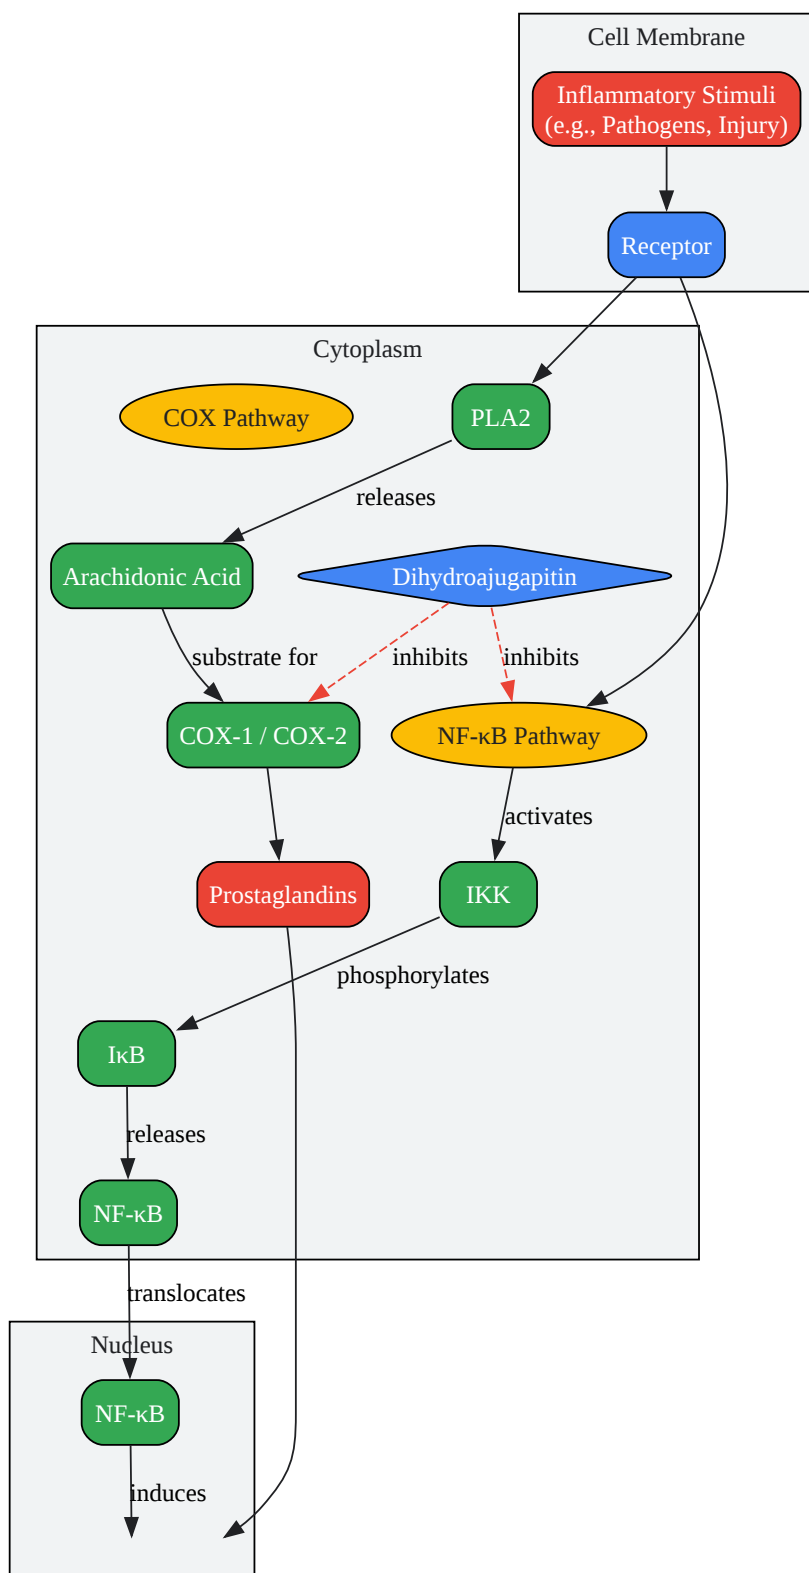 Cell Membrane
Inflammatory Stimuli
(e.g., Pathogens, Injury)
Receptor
Cytoplasm
COX Pathway
PLA2
releases
Arachidonic Acid
Dihydroajugapitin
substrate for
inhibits
inhibits
COX-1 / COX-2
NF-κB Pathway
activates
Prostaglandins
IKK
phosphorylates
IκB
releases
NF-κB
translocates
Nucleus
NF-κB
induces